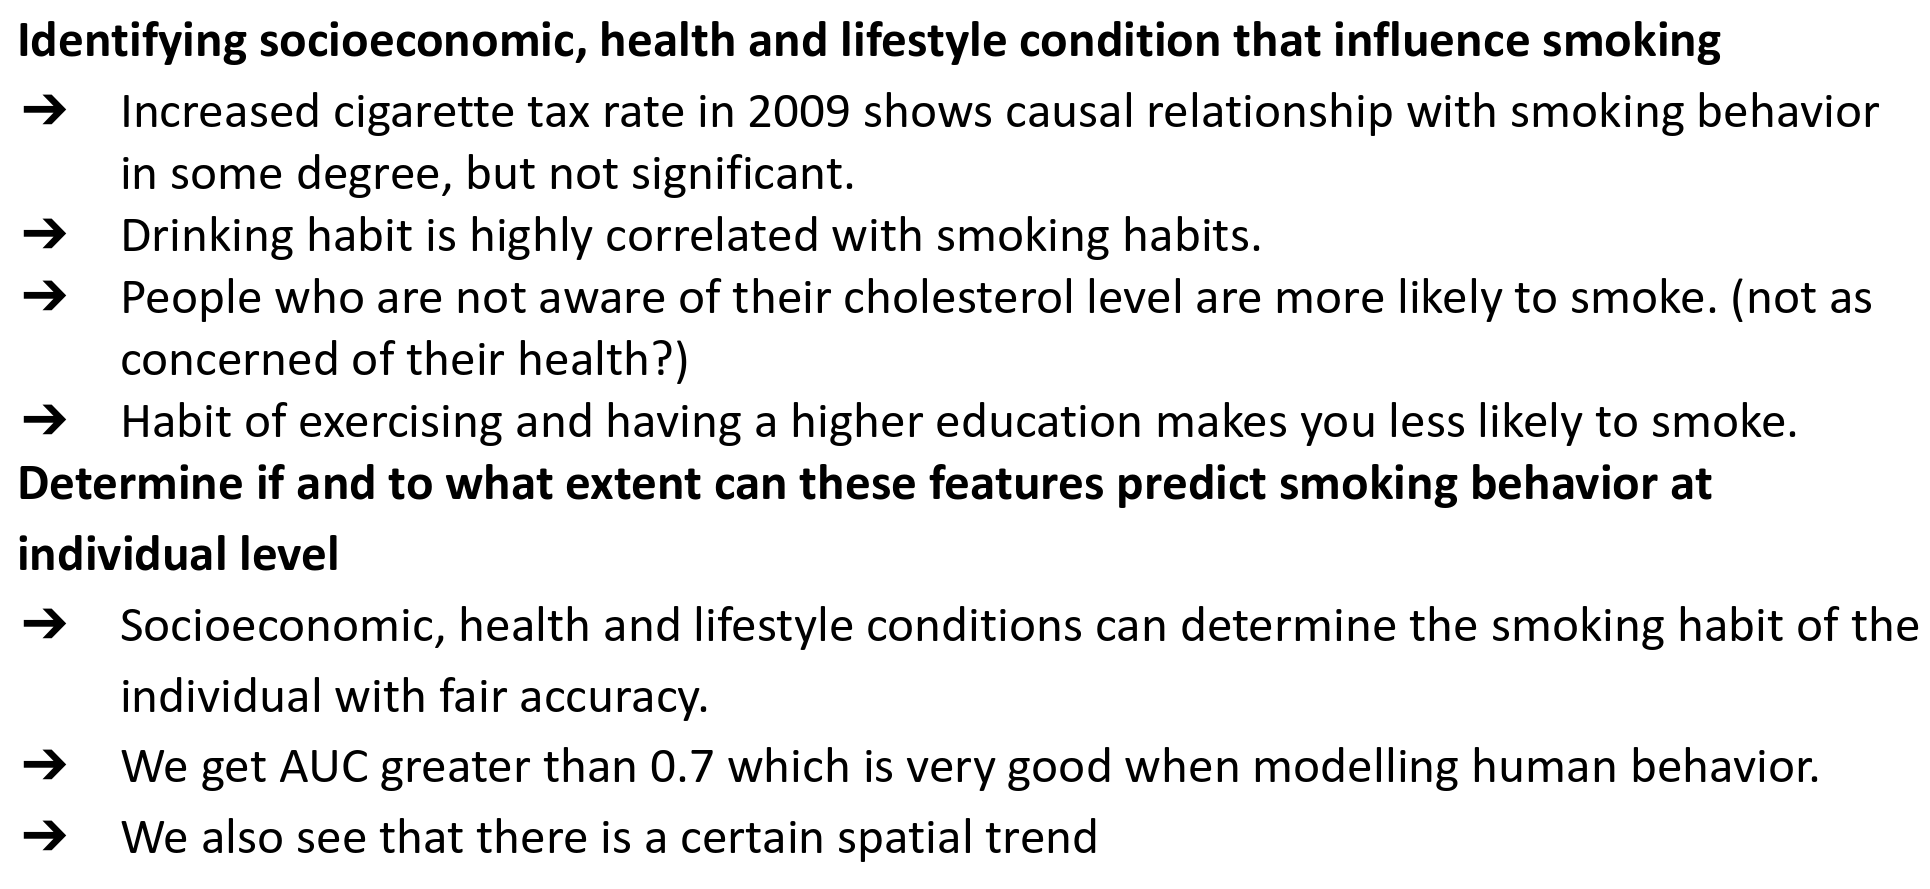 Identifying socioeconomic, health and lifestyle condition that influence smoking
➔ Increased cigarette tax rate in 2009 shows causal relationship with smoking behavior
in some degree, but not significant.
➔ Drinking habit is highly correlated with smoking habits.
➔ People who are not aware of their cholesterol level are more likely to smoke. (not as
concerned of their health?)
➔ Habit of exercising and having a higher education makes you less likely to smoke.
Determine if and to what extent can these features predict smoking behavior at
individual level
➔ Socioeconomic, health and lifestyle conditions can determine the smoking habit of the
individual with fair accuracy.
➔ We get AUC greater than 0.7 which is very good when modelling human behavior.
➔ We also see that there is a certain spatial trend